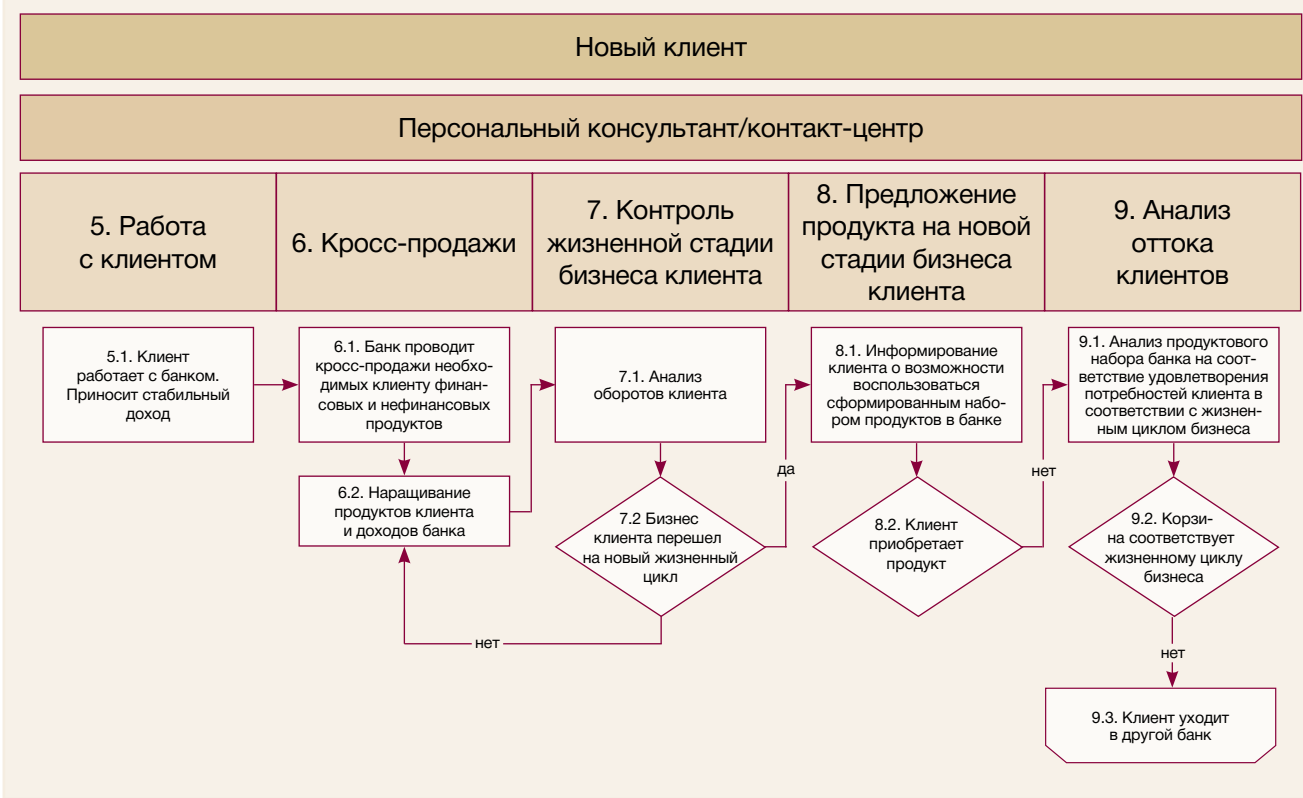 Новый клиент
Персональный консультант/контакт-центр
5. Работа
с клиентом
6. Кросс-продажи
7. Контроль
жизненной стадии
бизнеса клиента
8. Предложение
продукта на новой
стадии бизнеса
клиента
9. Анализ
оттока
клиентов
5.1. Клиент
работает с банком.
Приносит стабильный
доход
6.1. Банк проводит
кросс-продажи необхо-
димых клиенту финан-
совых и нефинансовых
продуктов
6.2. Наращивание
продуктов клиента
и доходов банка
7.1. Анализ
оборотов клиента
7.2 Бизнес
клиента перешел
на новый жизненный
цикл
да
нет
8.1. Информирование
клиента о возможности
воспользоваться
сформированным набо-
ром продуктов в банке
8.2. Клиент
приобретает
продукт
нет
9.1. Анализ продуктового
набора банка на соот-
ветствие удовлетворения
потребностей клиента в
соответствии с жизнен-
ным циклом бизнеса
9.2. Корзи-
на соответствует
жизненному циклу
бизнеса
нет
9.3. Клиент уходит
в другой банк